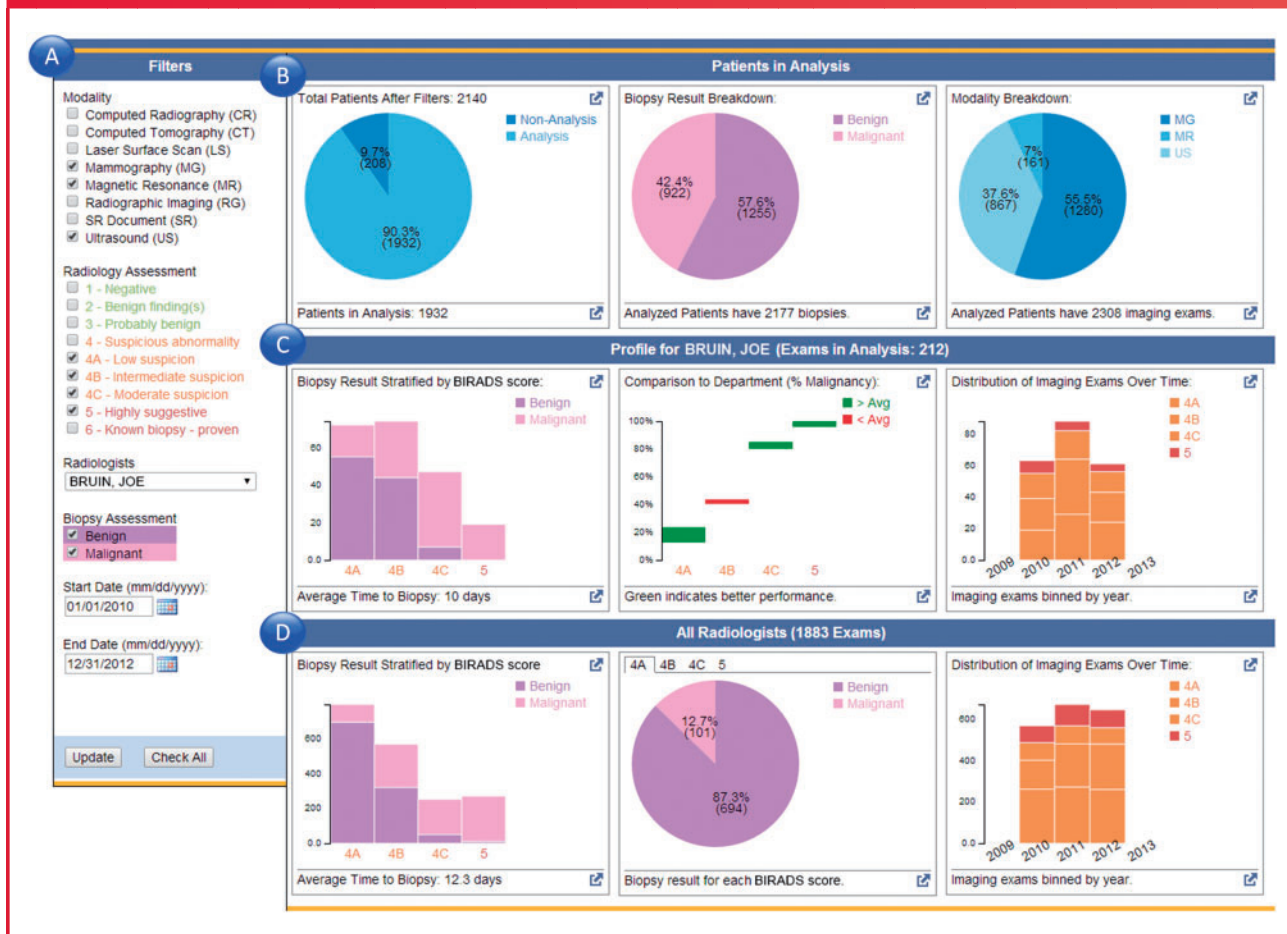 A
Filters
Modality
Computed Radiography (CR)
Computed Tomography (CT)
Laser Surface Scan (LS)
Mammography (MG)
Magnetic Resonance (MR)
Radiographic Imaging (RG)
SR Document (SR)
Ultrasound (US)
Radiology Assessment
1 - Negative
2 - Benign finding(s)
3 - Probably benign
4 - Suspicious abnormality
4A - Low suspicion
4B - Intermediate suspicion
4C - Moderate suspicion
5 - Highly suggestive
6 - Known biopsy - proven
Radiologists
BRUIN, JOE
Biopsy Assessment
Benign
Malignant
Start Date (mm/dd/yyyy):
01/01/2010
End Date (mm/dd/yyyy):
12/31/2012
Update Check All
B
Patients in Analysis
Total Patients After Filters: 2140
Non-Analysis
Analysis
9.7%
(208)
90.3%
(1932)
Patients in Analysis: 1932
Biopsy Result Breakdown:
Benign
Malignant
42.4%
(922)
57.6%
(1255)
Analyzed Patients have 2177 biopsies.
Modality Breakdown:
MG
MR
US
7%
(161)
37.6%
(867)
55.5%
(1280)
Analyzed Patients have 2308 imaging exams.
C
Profile for BRUIN, JOE (Exams in Analysis: 212)
Biopsy Result Stratified by BIRADS score:
Benign
Malignant
60
40
20
0.0
4A 4B 4C 5
Average Time to Biopsy: 10 days
Comparison to Department (% Malignancy):
> Avg
< Avg
100%
80%
60%
40%
20%
0%
4A 4B 4C 5
Green indicates better performance.
Distribution of Imaging Exams Over Time:
4A
4B
4C
5
80
60
40
20
0.0
2009 2010 2011 2012 2013
Imaging exams binned by year.
D
All Radiologists (1883 Exams)
Biopsy Result Stratified by BIRADS score
Benign
Malignant
600
400
200
0.0
4A 4B 4C 5
Average Time to Biopsy: 12.3 days
4A 4B 4C 5
Benign
Malignant
12.7%
(101)
87.3%
(694)
Biopsy result for each BIRADS score.
Distribution of Imaging Exams Over Time:
4A
4B
4C
5
600
400
200
0.0
2009 2010 2011 2012 2013
Imaging exams binned by year.